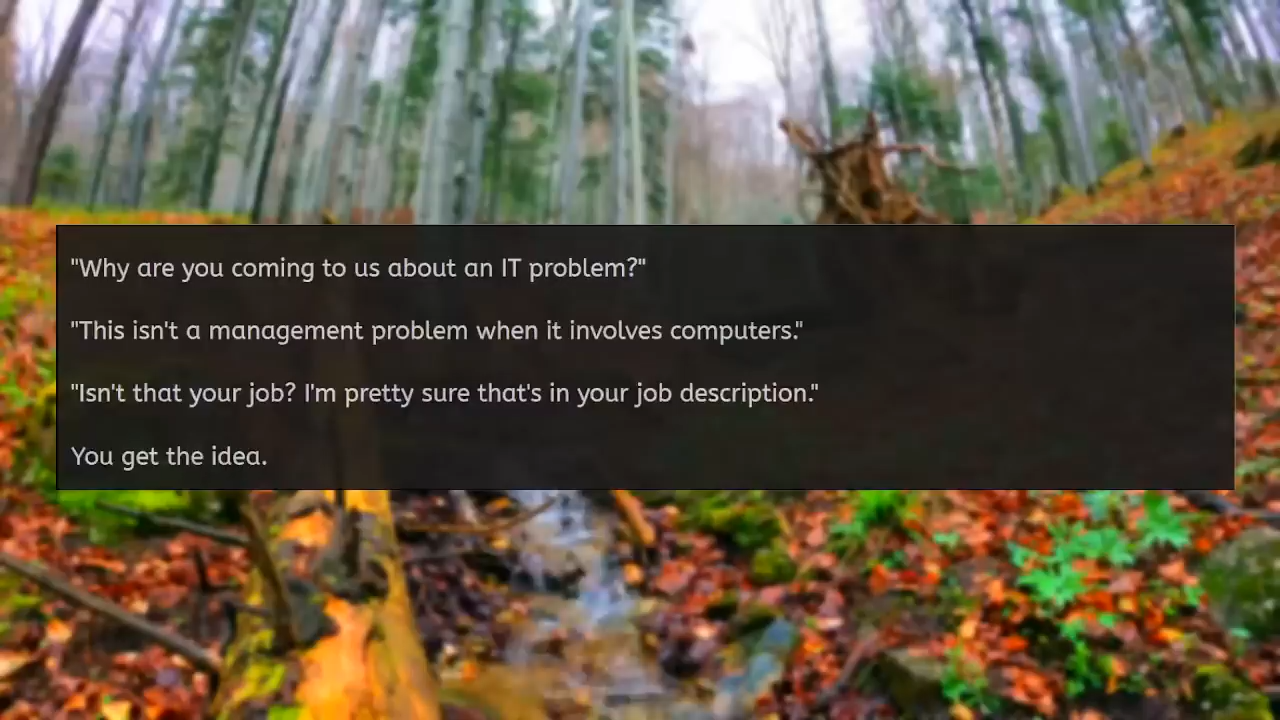 "Why are you coming to us about an IT problem?"
"This isn't a management problem when it involves computers."
"Isn't that your job? I'm pretty sure that's in your job description."
You get the idea.